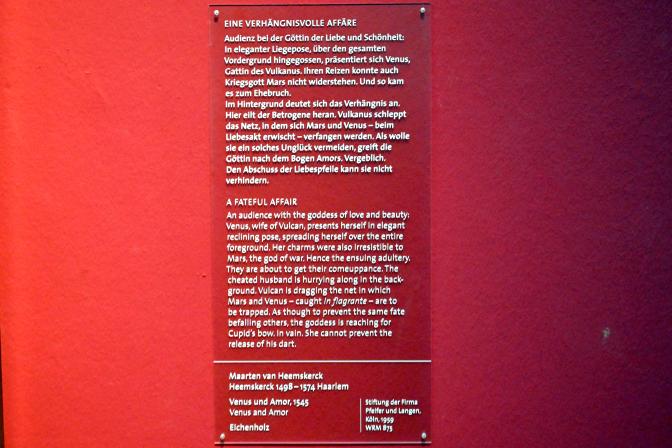 EINE VERHÄNGNISVOLLE AFFÄRE
Audienz bei der Göttin der Liebe und Schönheit:
In eleganter Liegepose, über den gesamten
Vordergrund hingegossen, präsentiert sich Venus,
Gattin des Vulkanus. Ihren Reizen konnte auch
Kriegsgott Mars nicht widerstehen. Und so kam
es zum Ehebruch.
Im Hintergrund deutet sich das Verhängnis an.
Hier eilt der Betrogene heran. Vulkanus schleppt
das Netz, in dem sich Mars und Venus – beim
Liebesakt erwischt – verfangen werden. Als wolle
sie ein solches Unglück vermeiden, greift die
Göttin nach dem Bogen Amors. Vergeblich.
Den Abschuss der Liebespfeile kann sie nicht
verhindern.
A FATEFUL AFFAIR
An audience with the goddess of love and beauty:
Venus, wife of Vulcan, presents herself in elegant
reclining pose, spreading herself over the entire
foreground. Her charms were also irresistible to
Mars, the god of war. Hence the ensuing adultery.
They are about to get their comeuppance. The
cheated husband is hurrying along in the back-
ground. Vulcan is dragging the net in which
Mars and Venus – caught in flagrante – are to
be trapped. As though to prevent the same fate
befalling others, the goddess is reaching for
Cupid's bow. In vain. She cannot prevent the
release of his dart.
Maarten van Heemskerck
Heemskerck 1498 – 1574 Haarlem
Venus und Amor, 1545
Venus and Amor
Eichenholz
Stiftung der Firma
Pfeifer und Langen,
Köln, 1959
WRM 873